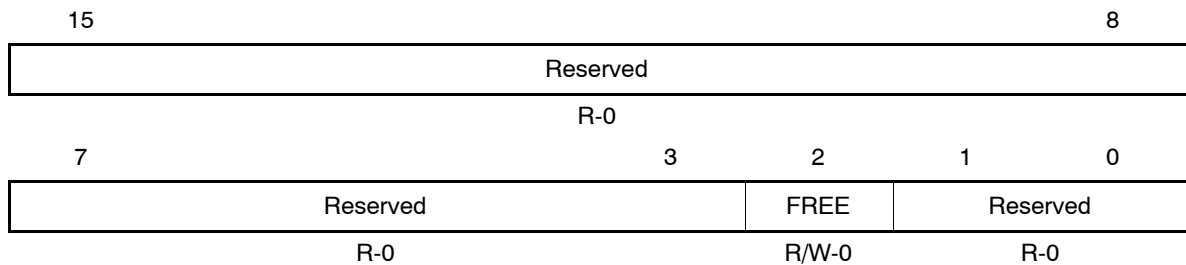 15 8
Reserved
R-0
7 3 2 1 0
Reserved FREE Reserved
R-0 R/W-0 R-0